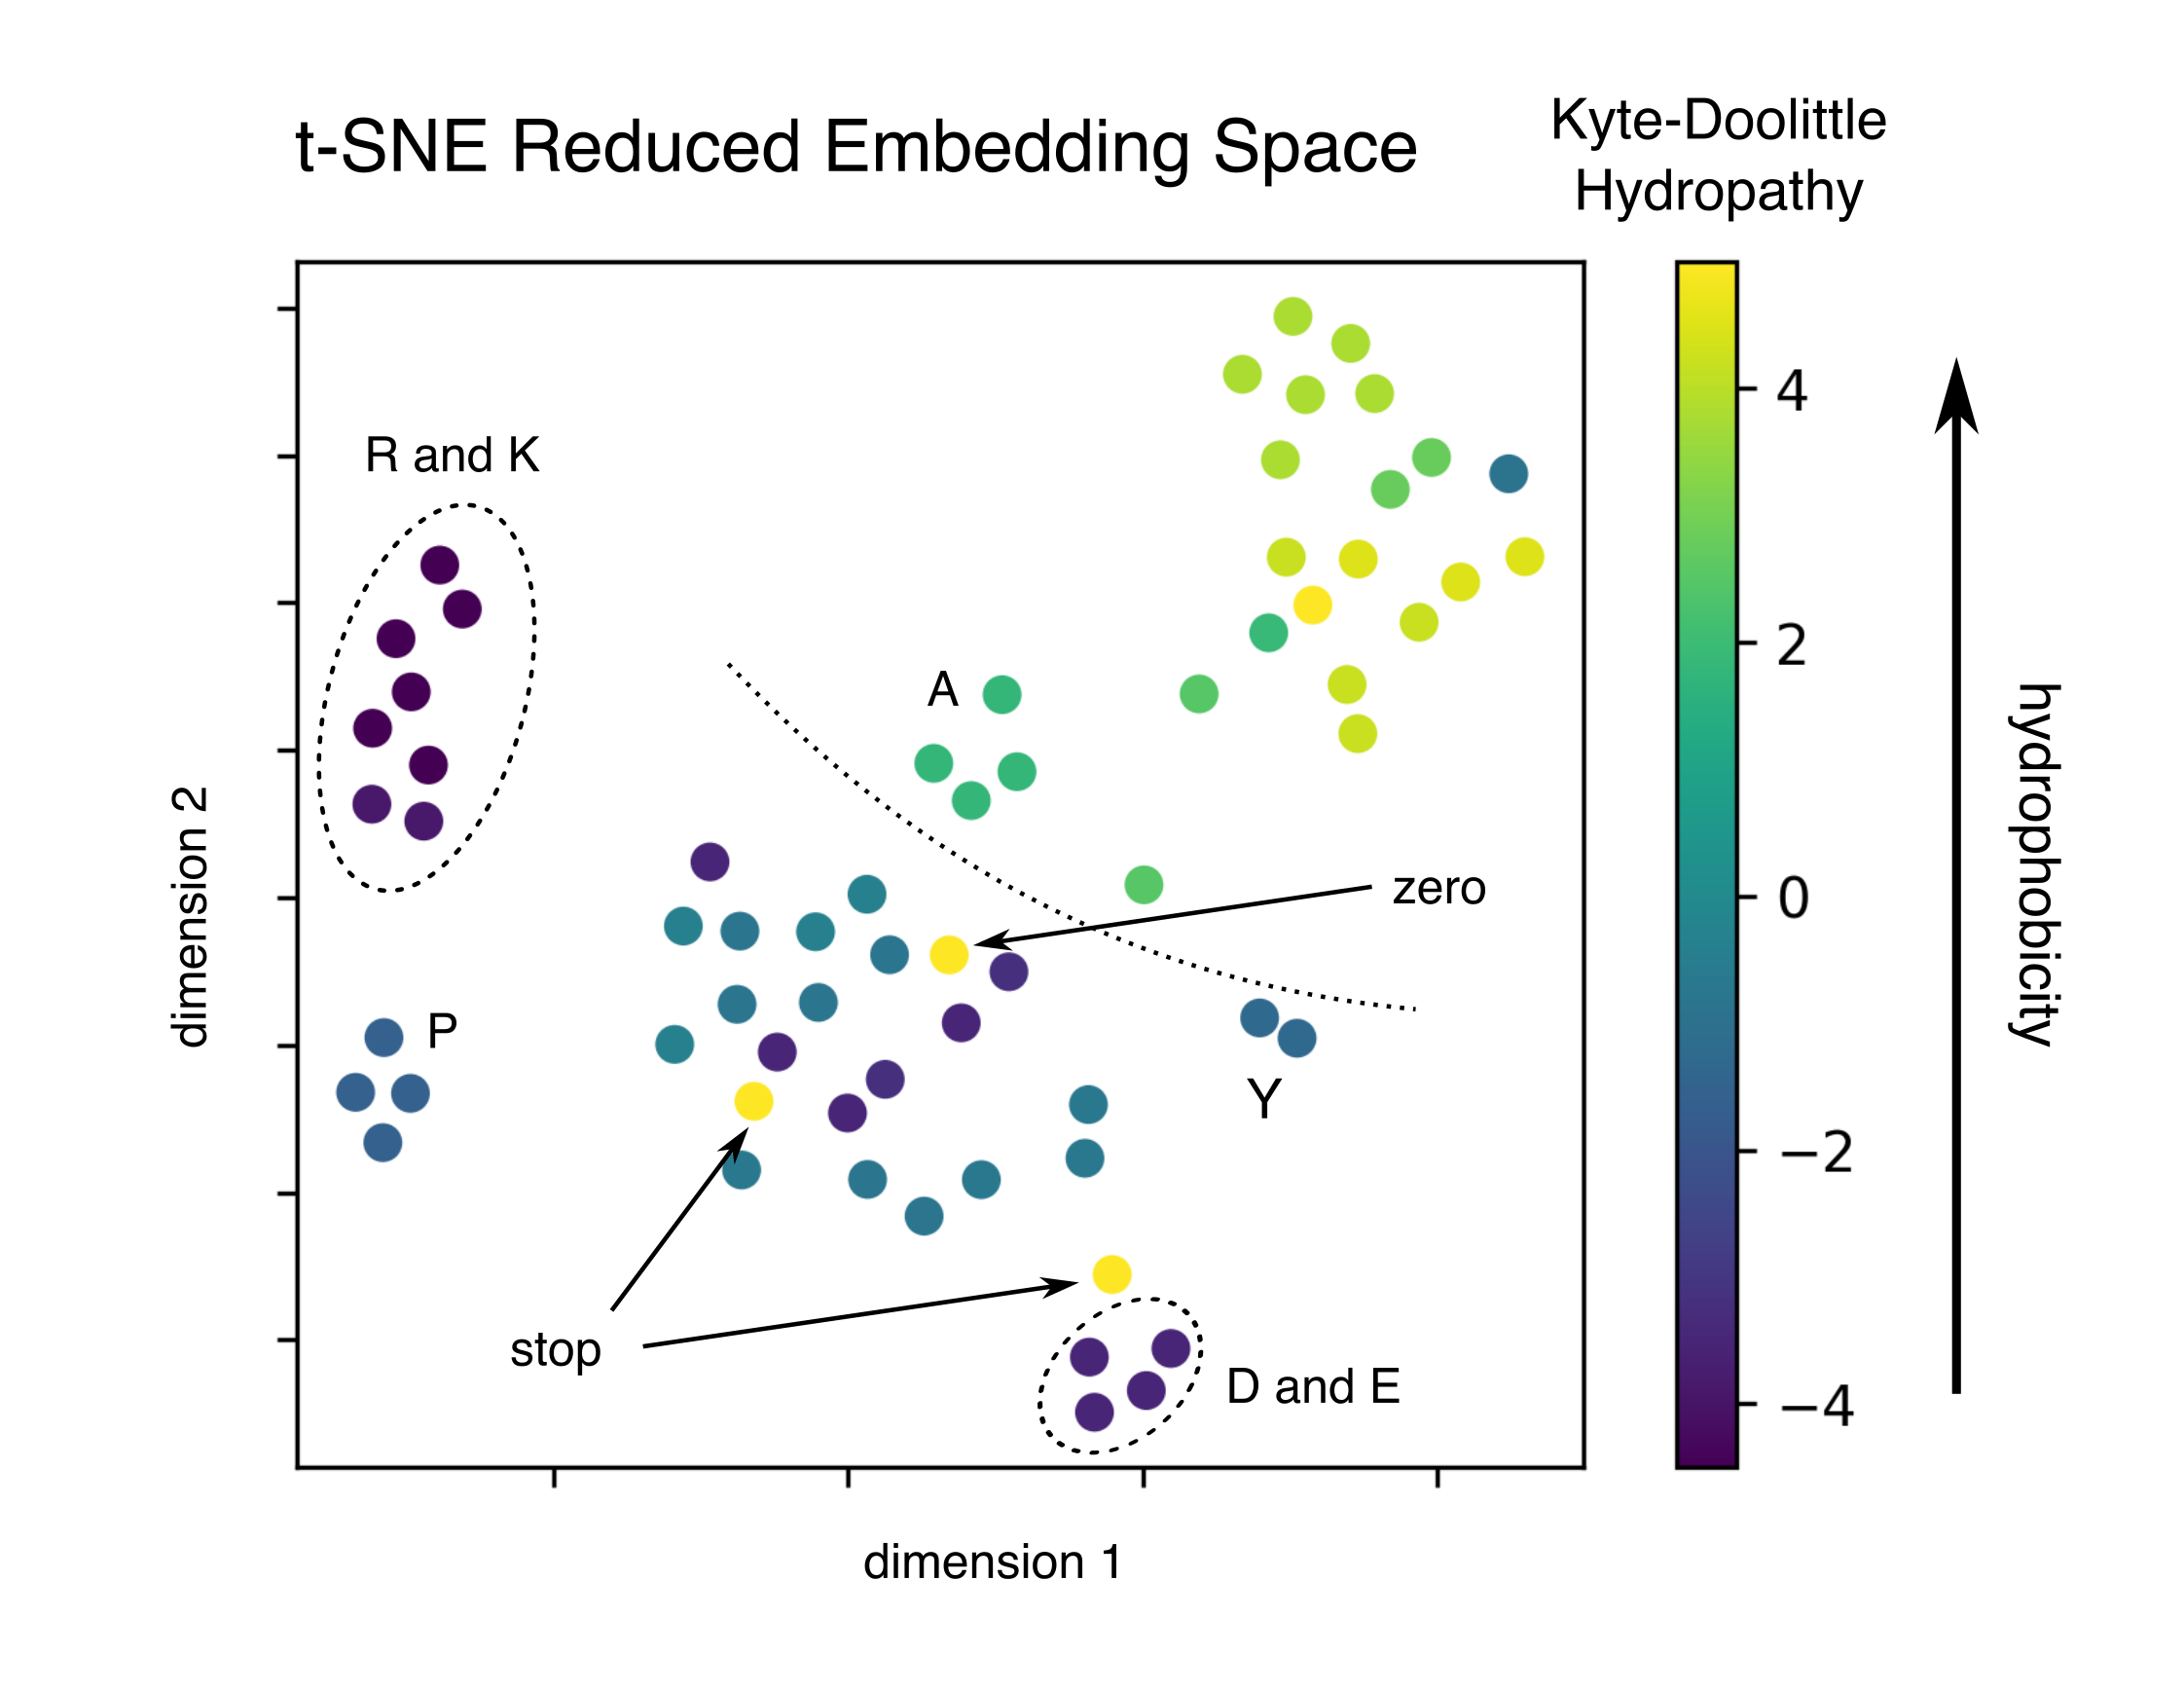 t-SNE Reduced Embedding Space
Kyte-Doolittle
Hydropathy
R and K
A
zero
P
Y
stop
D and E
4
2
0
−2
−4
hydrophobicity
dimension 2
dimension 1